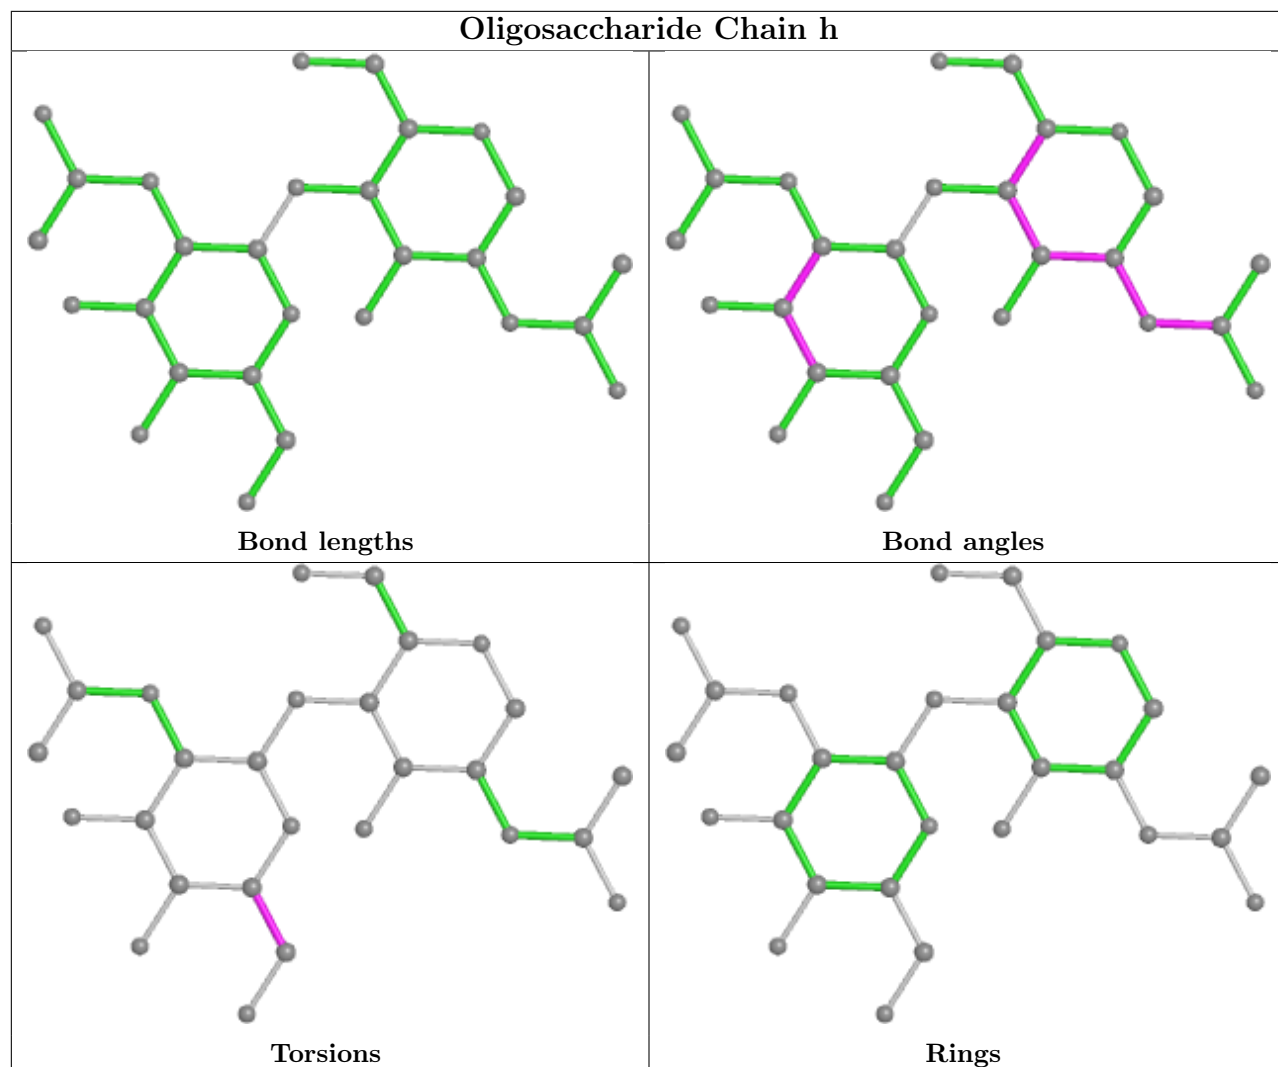 Oligosaccharide Chain h
Bond lengths
Bond angles
Torsions
Rings